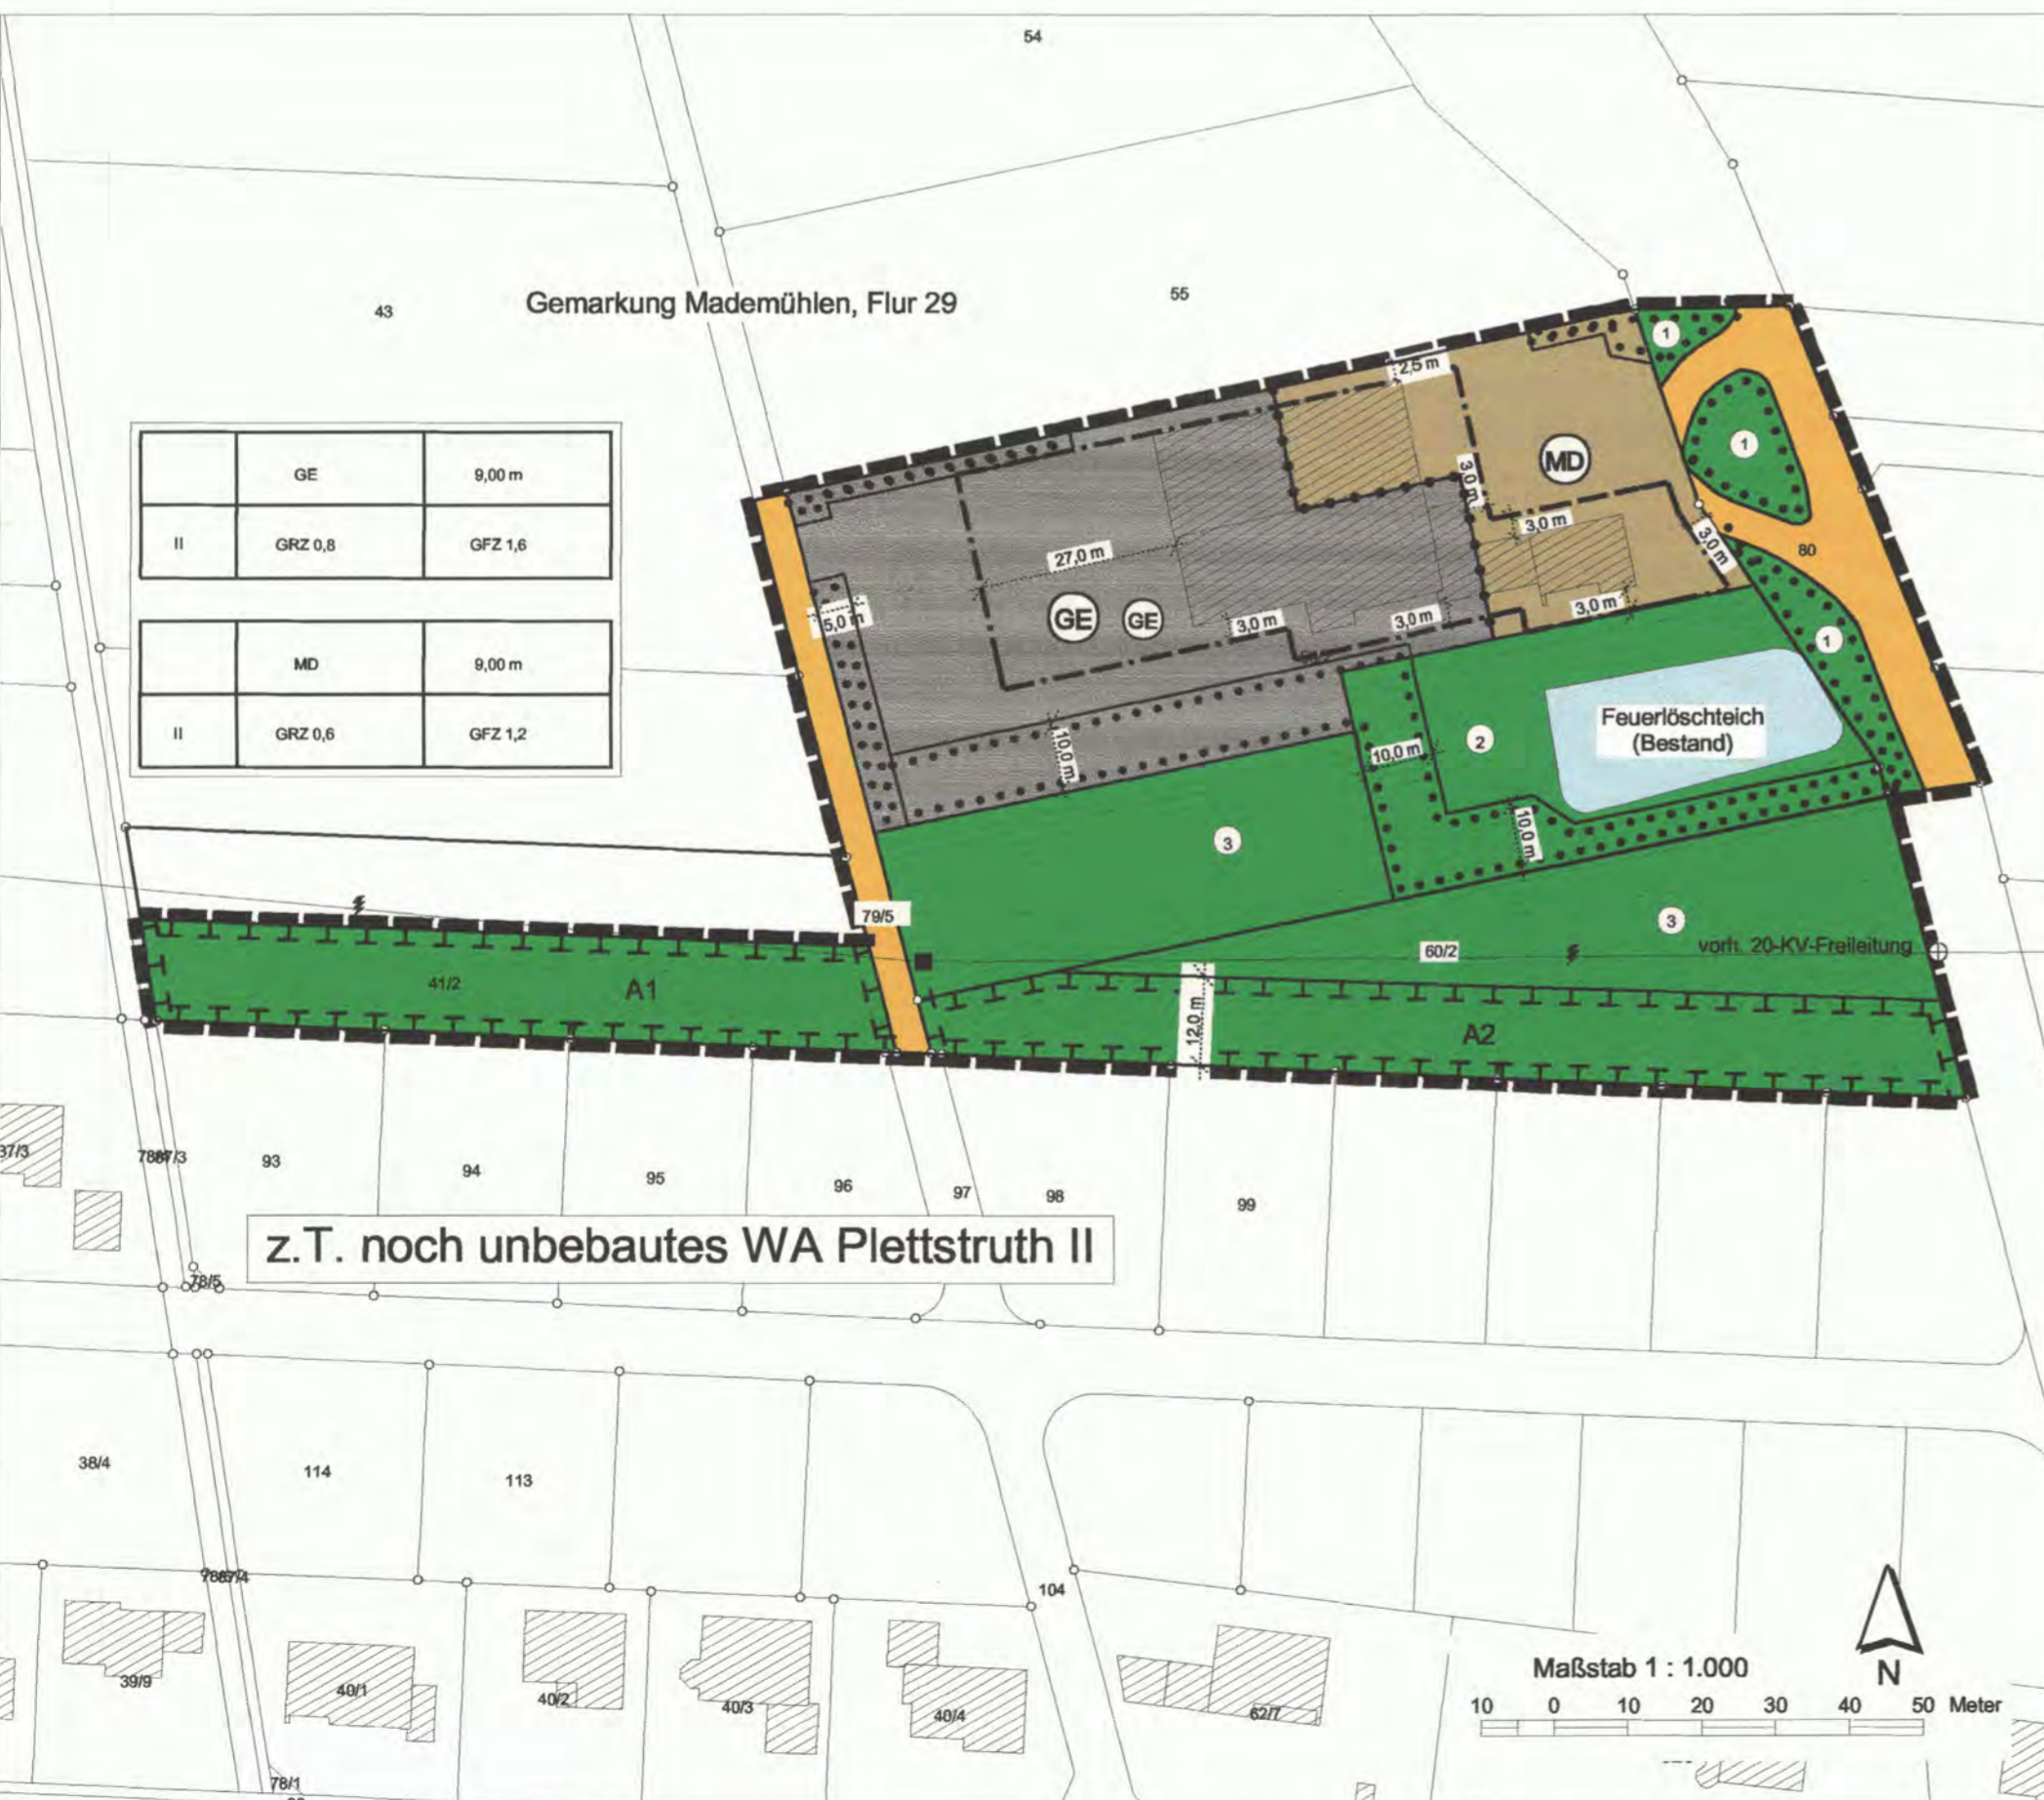 54
55
43
Gemarkung Mademühlen, Flur 29
GE 9,00 m
II GRZ 0,8 GFZ 1,6
MD 9,00 m
II GRZ 0,6 GFZ 1,2
1
2,5 m
MD
1
3,0 m
3,0 m
3,0 m
80
27,0 m
GE
GE
5,0 m
3,0 m
3,0 m
3,0 m
1
Feuerlöschteich
(Bestand)
2
10,0 m
10,0 m
10,0 m
3
3
79/5
60/2
vorh. 20-KV-Freileitung
41/2
A1
12,0 m
A2
37/3
93
94
95
96
97
98
99
z.T. noch unbebautes WA Plettstruth II
78/5
38/4
114
113
104
39/9
40/1
40/2
40/3
40/4
62/7
78/1
Maßstab 1 : 1.000
N
10 0 10 20 30 40 50 Meter